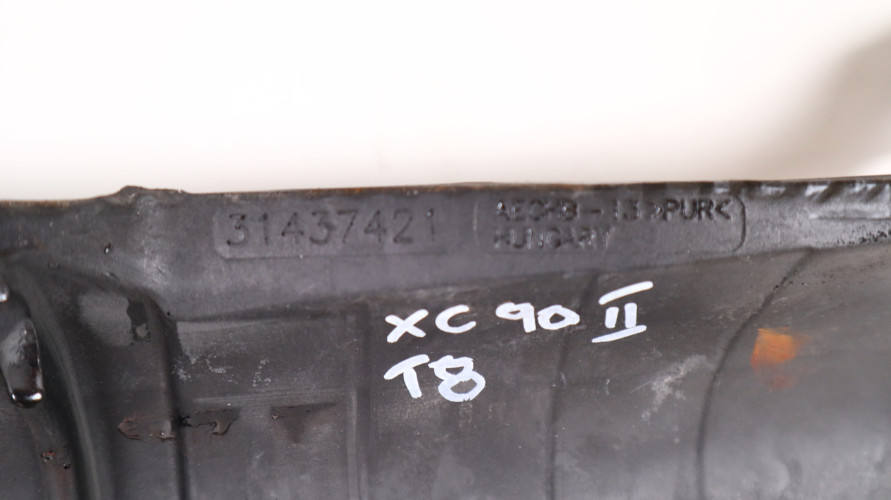 31437421
>PUR<
HUNGARY
XC 90 II
T8